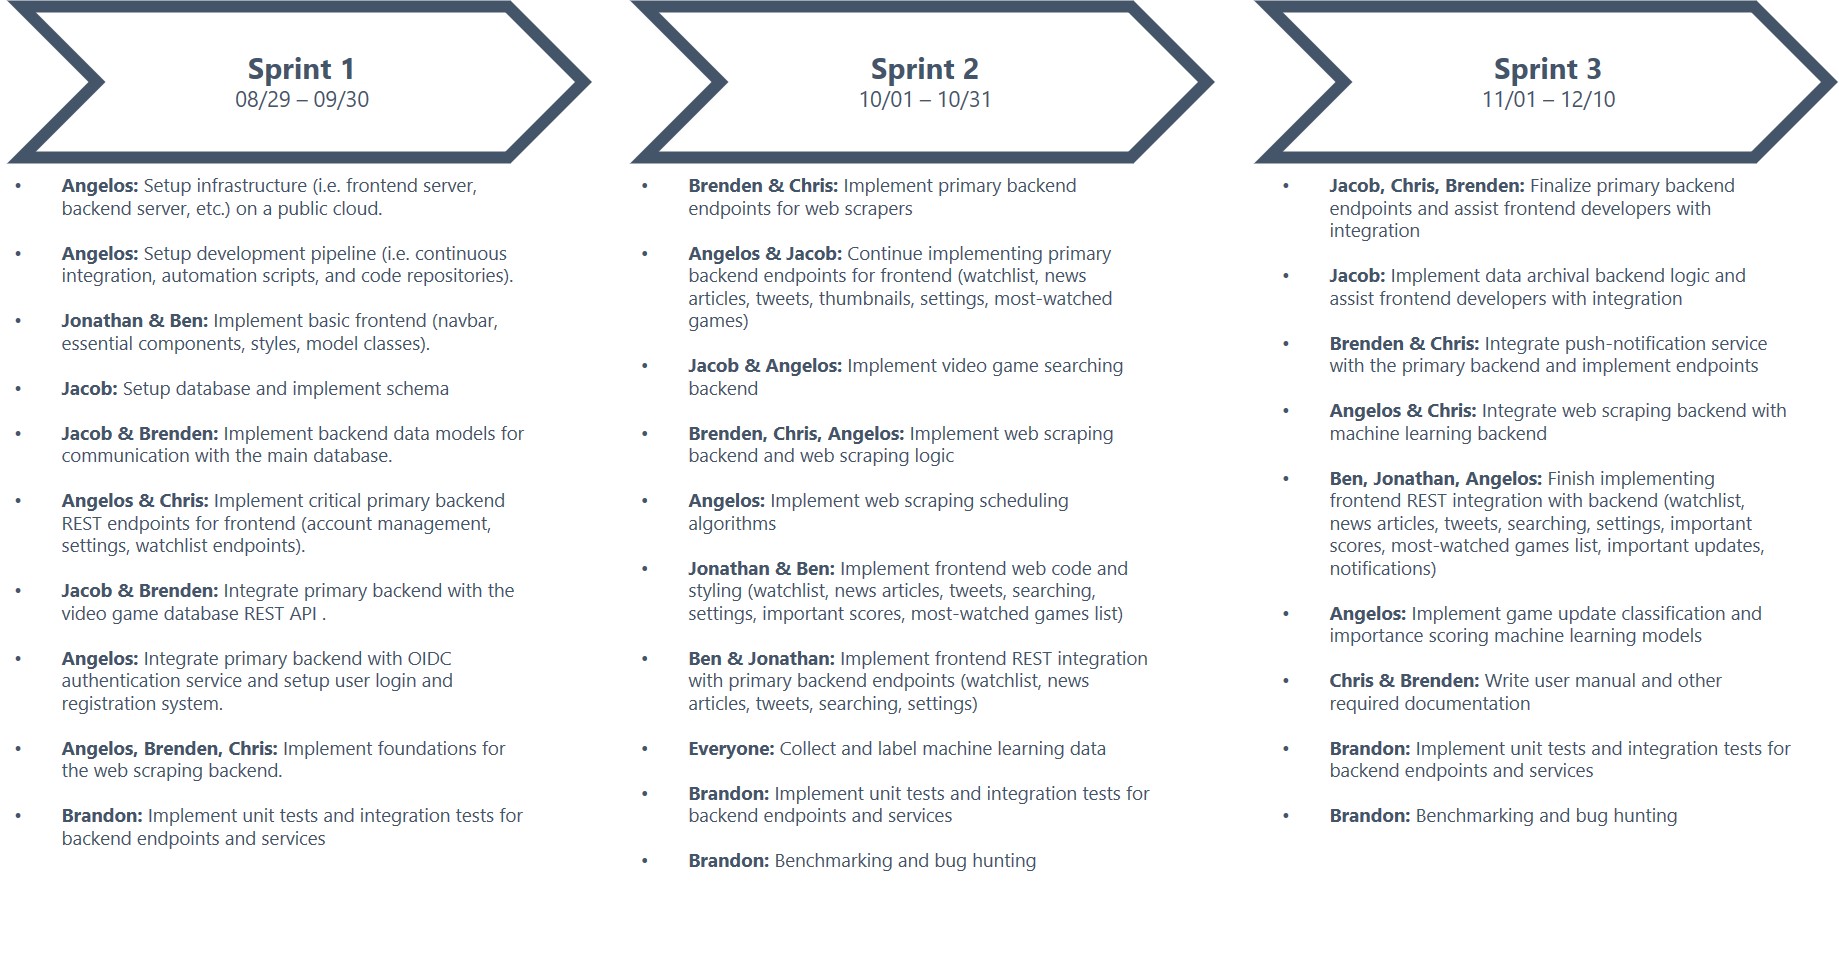 Sprint 1
08/29 – 09/30
• Angelos: Setup infrastructure (i.e. frontend server,
backend server, etc.) on a public cloud.
• Angelos: Setup development pipeline (i.e. continuous
integration, automation scripts, and code repositories).
• Jonathan & Ben: Implement basic frontend (navbar,
essential components, styles, model classes).
• Jacob: Setup database and implement schema
• Jacob & Brenden: Implement backend data models for
communication with the main database.
• Angelos & Chris: Implement critical primary backend
REST endpoints for frontend (account management,
settings, watchlist endpoints).
• Jacob & Brenden: Integrate primary backend with the
video game database REST API .
• Angelos: Integrate primary backend with OIDC
authentication service and setup user login and
registration system.
• Angelos, Brenden, Chris: Implement foundations for
the web scraping backend.
• Brandon: Implement unit tests and integration tests for
backend endpoints and services
Sprint 2
10/01 – 10/31
• Brenden & Chris: Implement primary backend
endpoints for web scrapers
• Angelos & Jacob: Continue implementing primary
backend endpoints for frontend (watchlist, news
articles, tweets, thumbnails, settings, most-watched
games)
• Jacob & Angelos: Implement video game searching
backend
• Brenden, Chris, Angelos: Implement web scraping
backend and web scraping logic
• Angelos: Implement web scraping scheduling
algorithms
• Jonathan & Ben: Implement frontend web code and
styling (watchlist, news articles, tweets, searching,
settings, important scores, most-watched games list)
• Ben & Jonathan: Implement frontend REST integration
with primary backend endpoints (watchlist, news
articles, tweets, searching, settings)
• Everyone: Collect and label machine learning data
• Brandon: Implement unit tests and integration tests for
backend endpoints and services
• Brandon: Benchmarking and bug hunting
Sprint 3
11/01 – 12/10
• Jacob, Chris, Brenden: Finalize primary backend
endpoints and assist frontend developers with
integration
• Jacob: Implement data archival backend logic and
assist frontend developers with integration
• Brenden & Chris: Integrate push-notification service
with the primary backend and implement endpoints
• Angelos & Chris: Integrate web scraping backend with
machine learning backend
• Ben, Jonathan, Angelos: Finish implementing
frontend REST integration with backend (watchlist,
news articles, tweets, searching, settings, important
scores, most-watched games list, important updates,
notifications)
• Angelos: Implement game update classification and
importance scoring machine learning models
• Chris & Brenden: Write user manual and other
required documentation
• Brandon: Implement unit tests and integration tests for
backend endpoints and services
• Brandon: Benchmarking and bug hunting